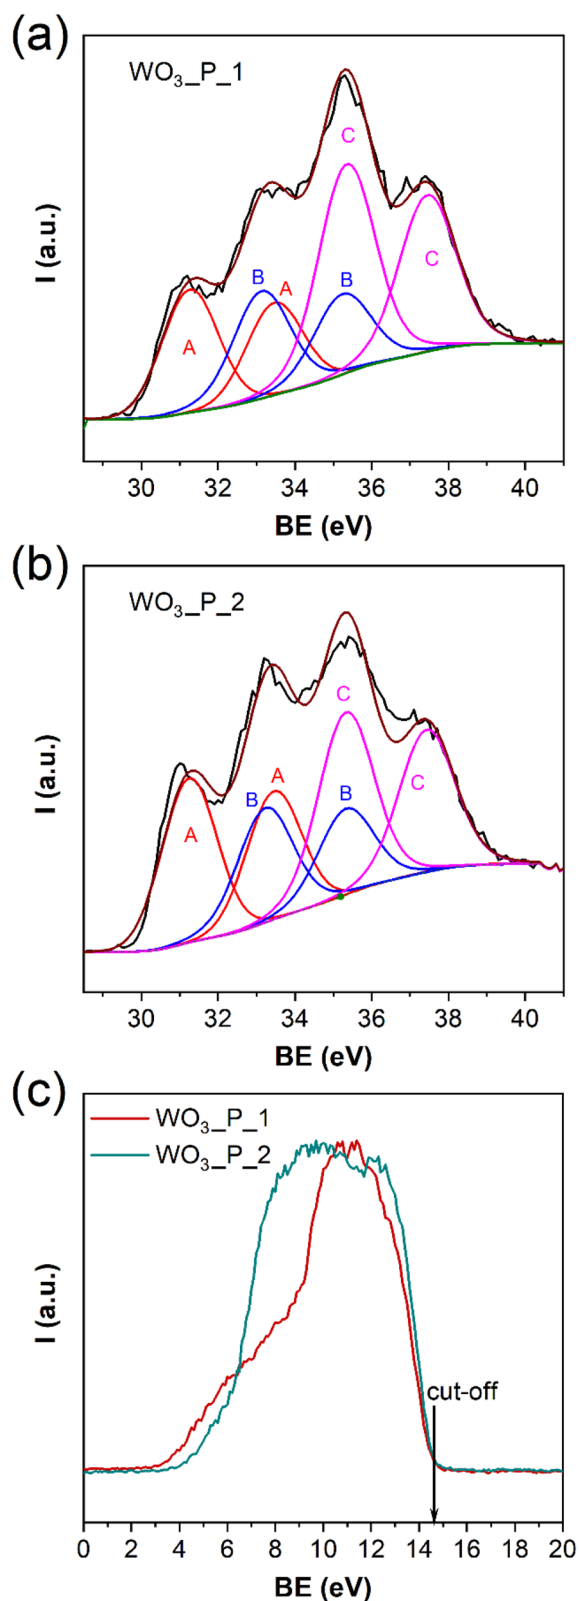 (a)
WO₃_P_1
C
B
A
B
C
A
I (a.u.)
30 32 34 36 38 40
BE (eV)
(b)
WO₃_P_2
C
A
B
B
C
A
I (a.u.)
30 32 34 36 38 40
BE (eV)
(c)
WO₃_P_1
WO₃_P_2
I (a.u.)
cut-off
0 2 4 6 8 10 12 14 16 18 20
BE (eV)